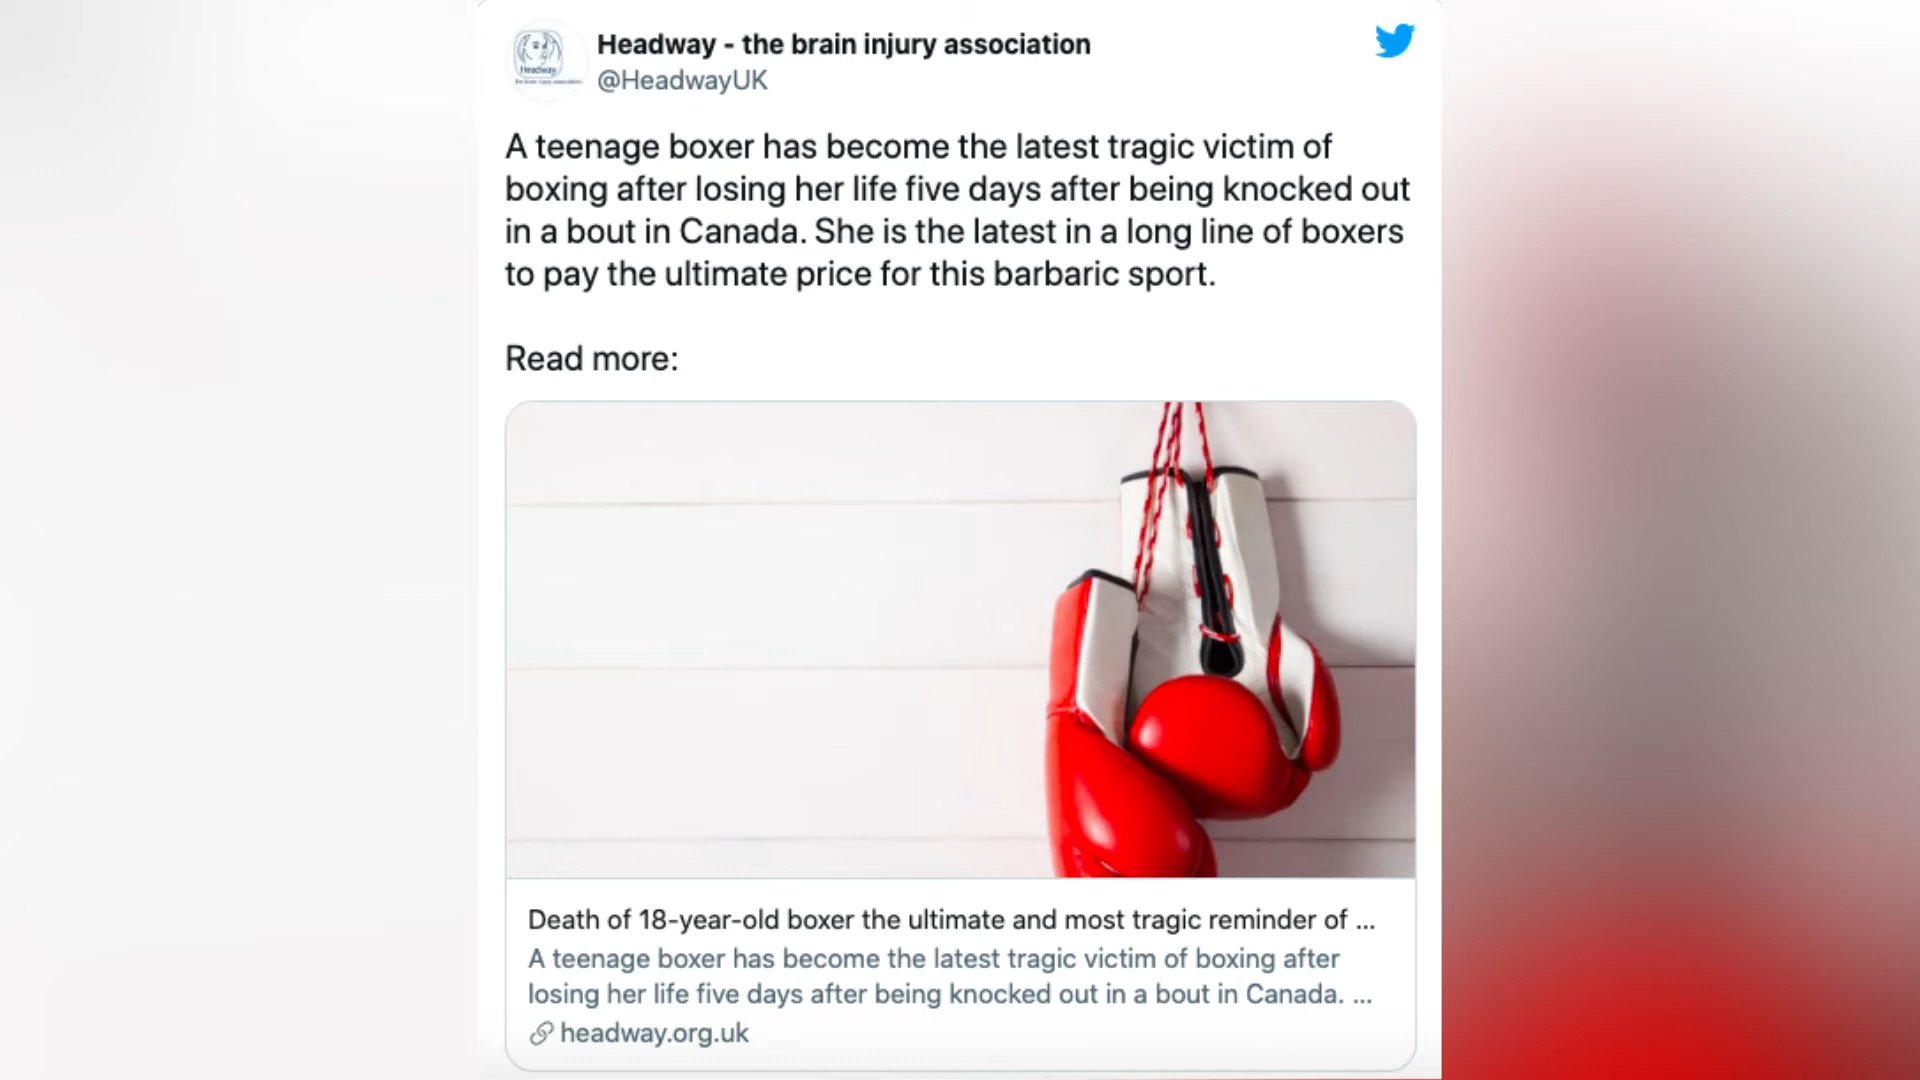 Headway - the brain injury association
@HeadwayUK
Headway
A teenage boxer has become the latest tragic victim of
boxing after losing her life five days after being knocked out
in a bout in Canada. She is the latest in a long line of boxers
to pay the ultimate price for this barbaric sport.
Read more:
Death of 18-year-old boxer the ultimate and most tragic reminder of ...
A teenage boxer has become the latest tragic victim of boxing after
losing her life five days after being knocked out in a bout in Canada. ...
headway.org.uk